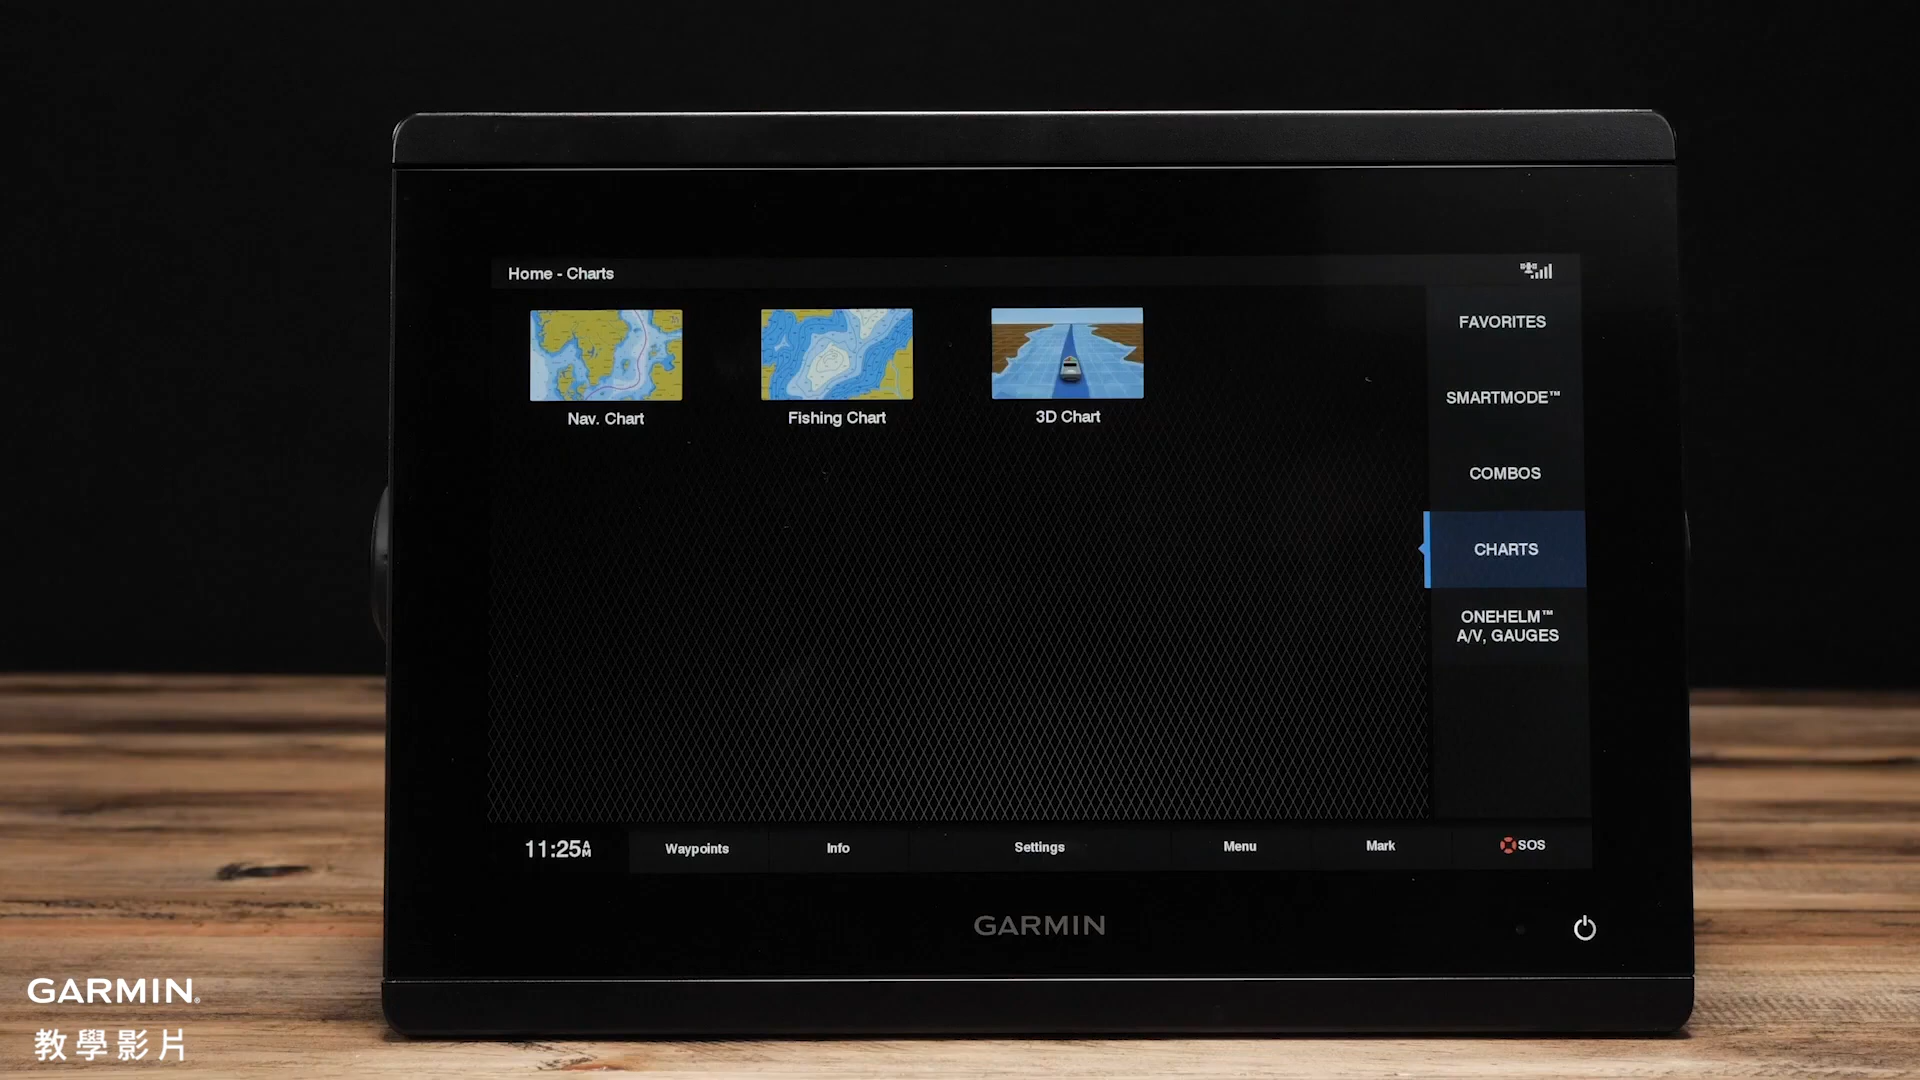 Home - Charts
Nav. Chart
Fishing Chart
3D Chart
FAVORITES
SMARTMODE™
COMBOS
CHARTS
ONEHELM™
A/V, GAUGES
11:25AM
Waypoints
Info
Settings
Menu
Mark
SOS
GARMIN
GARMIN.
教學影片